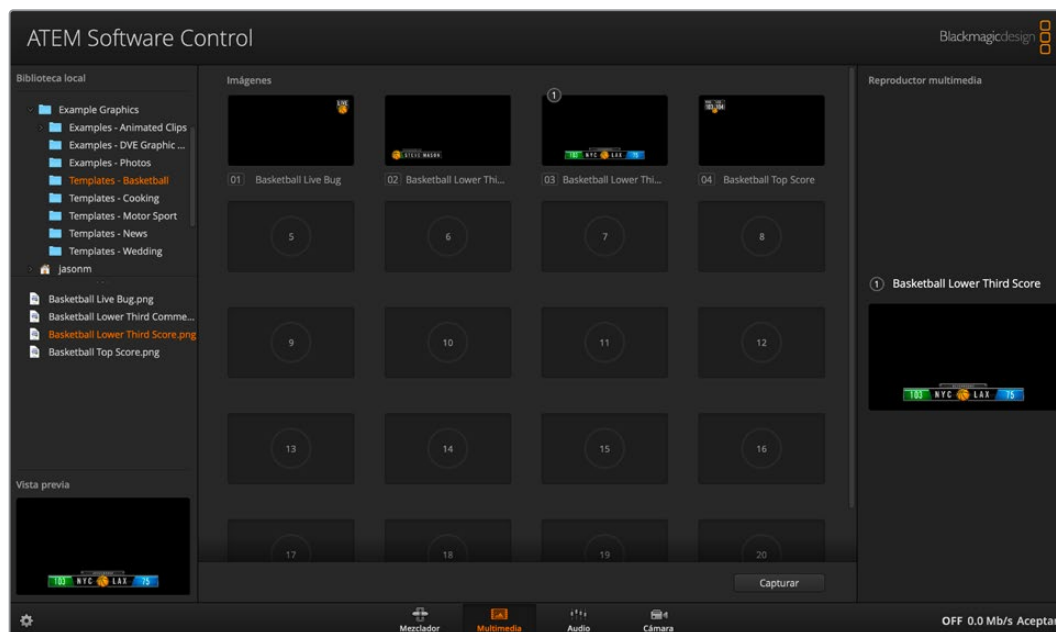 ATEM Software Control
Blackmagicdesign
Biblioteca local
Example Graphics
Examples - Animated Clips
Examples - DVE Graphic ...
Examples - Photos
Templates - Basketball
Templates - Cooking
Templates - Motor Sport
Templates - News
Templates - Wedding
jasonm
Basketball Live Bug.png
Basketball Lower Third Comme...
Basketball Lower Third Score.png
Basketball Top Score.png
Vista previa
103 NYC LAX 75
Imágenes
LIVE
STEVE MASON
1
103 NYC LAX 75
103 104
01 Basketball Live Bug
02 Basketball Lower Thi...
03 Basketball Lower Thi...
04 Basketball Top Score
5
6
7
8
9
10
11
12
13
14
15
16
17
18
19
20
Capturar
Reproductor multimedia
1 Basketball Lower Third Score
103 NYC LAX 75
Mezclador
Multimedia
Audio
Cámara
OFF 0.0 Mb/s Aceptar